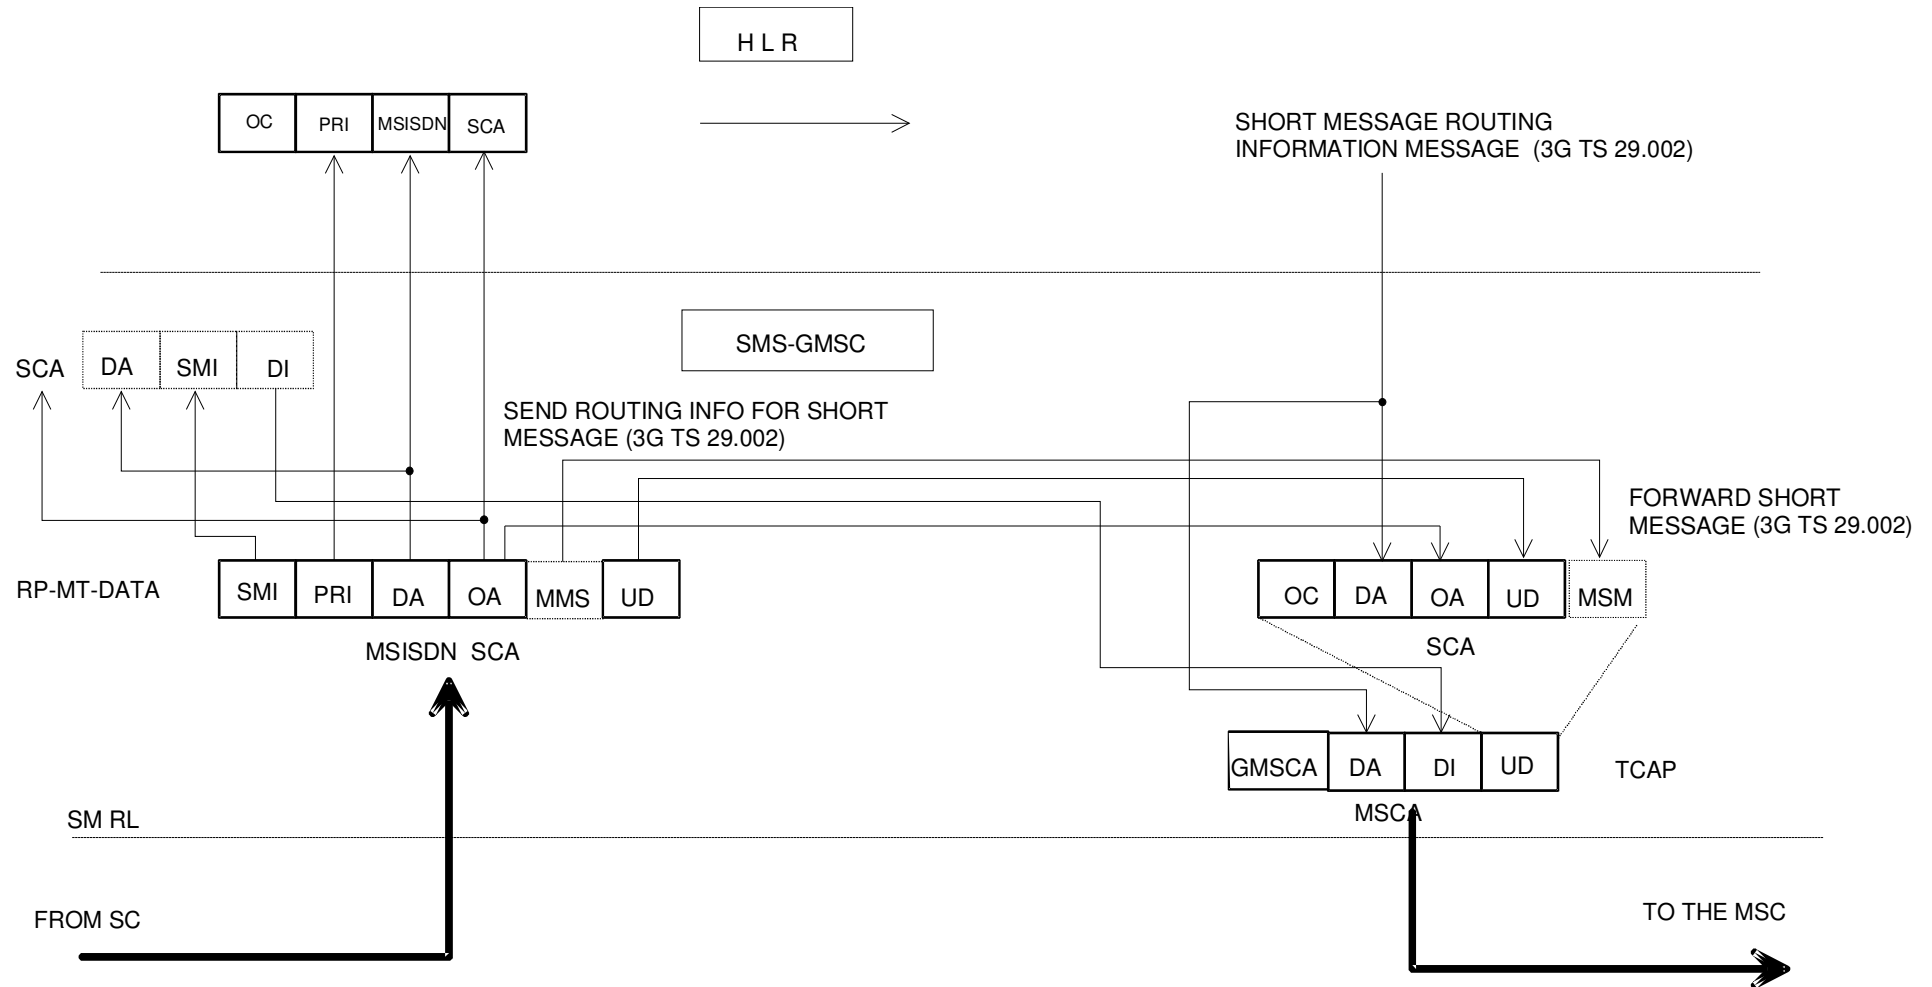 H L R
OC PRI MSISDN SCA
SHORT MESSAGE ROUTING
INFORMATION MESSAGE (3G TS 29.002)
SMS-GMSC
SCA DA SMI DI
SEND ROUTING INFO FOR SHORT
MESSAGE (3G TS 29.002)
FORWARD SHORT
MESSAGE (3G TS 29.002)
RP-MT-DATA SMI PRI DA OA MMS UD
OC DA OA UD MSM
MSISDN SCA
SCA
GMSCA DA DI UD TCAP
MSCA
SM RL
FROM SC
TO THE MSC